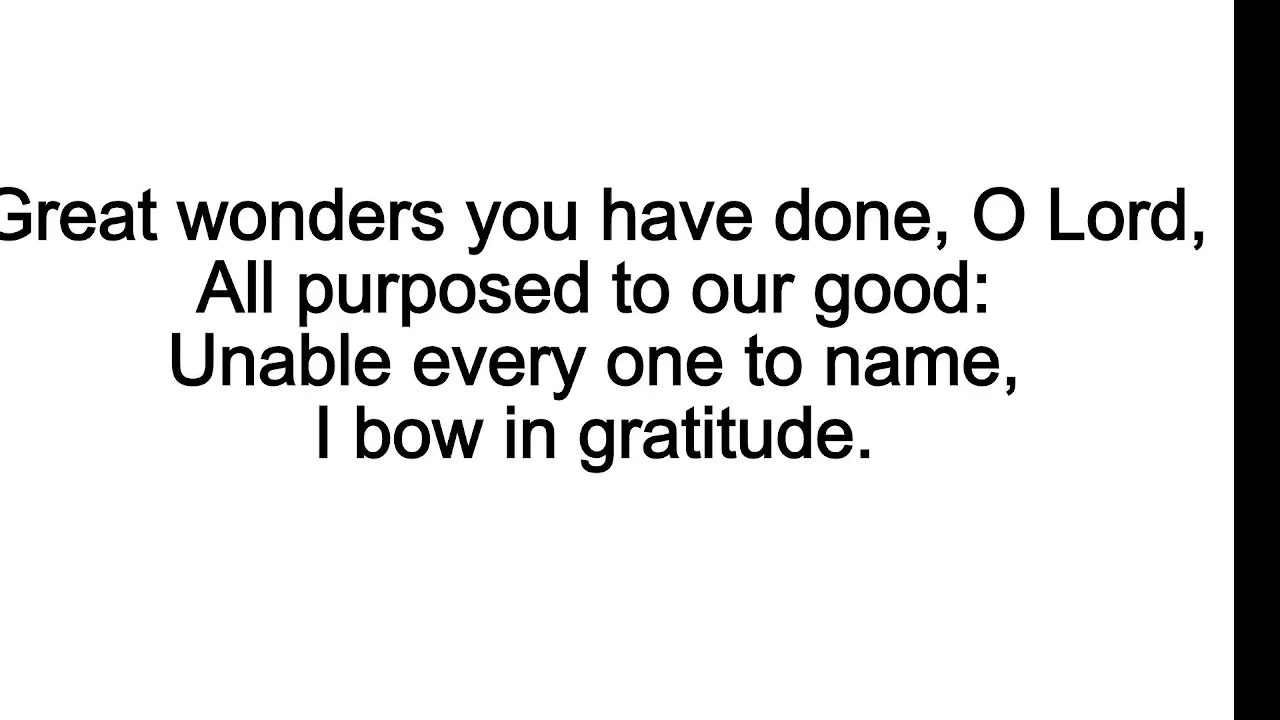 Great wonders you have done, O Lord,
All purposed to our good:
Unable every one to name,
I bow in gratitude.